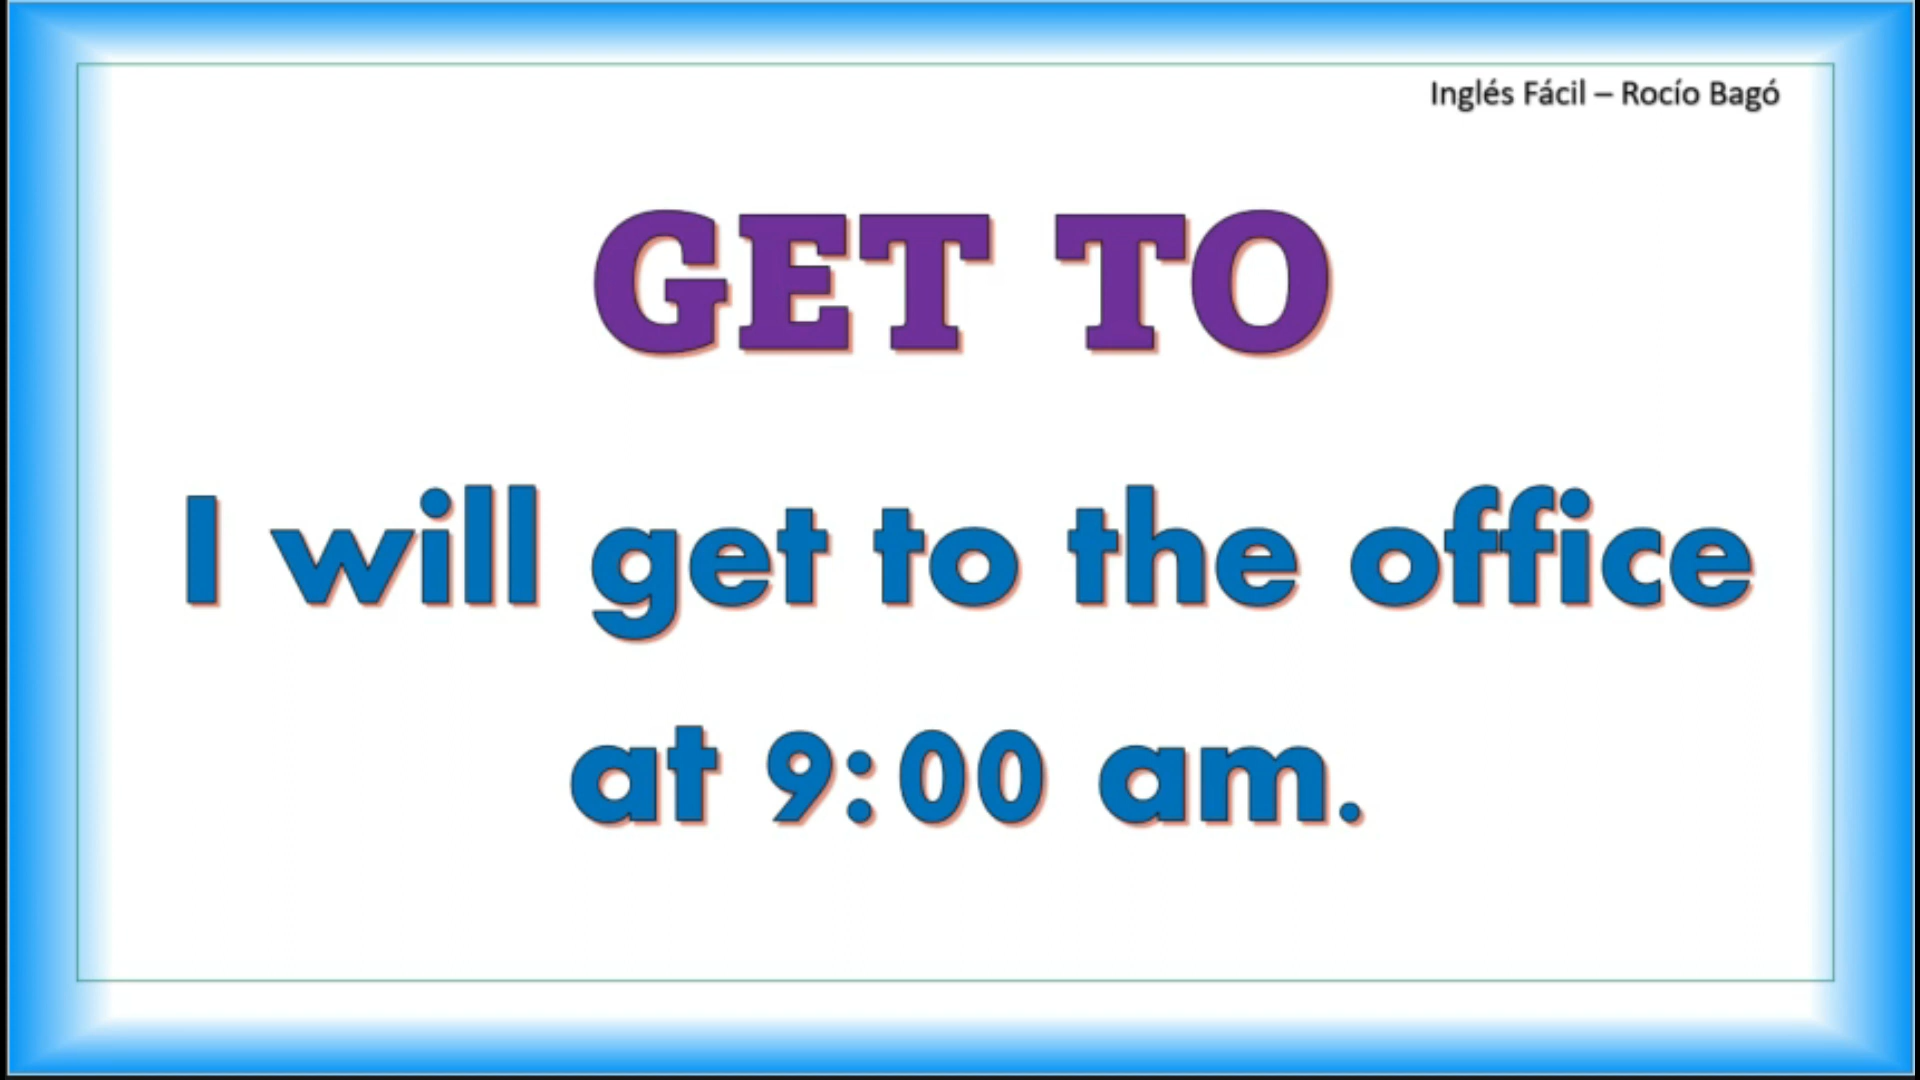 Inglés Fácil – Rocío Bagó
GET TO
I will get to the office
at 9:00 am.